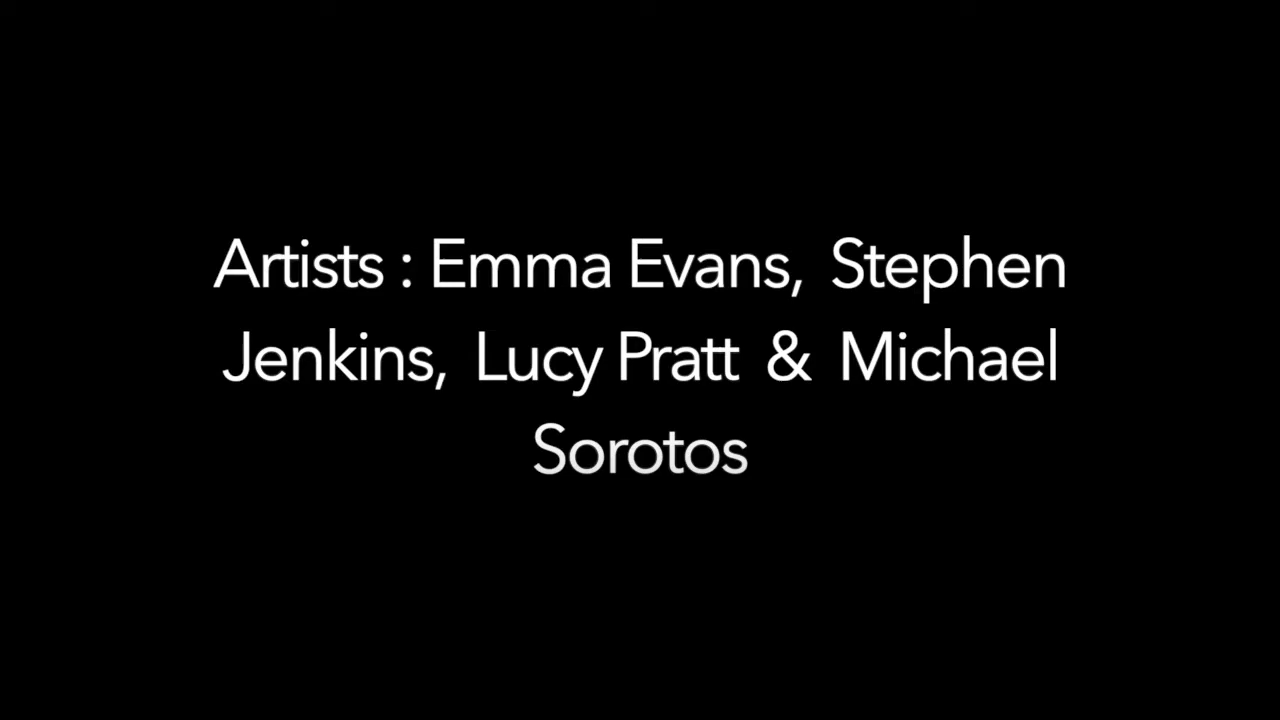 Artists : Emma Evans, Stephen
Jenkins, Lucy Pratt & Michael
Sorotos